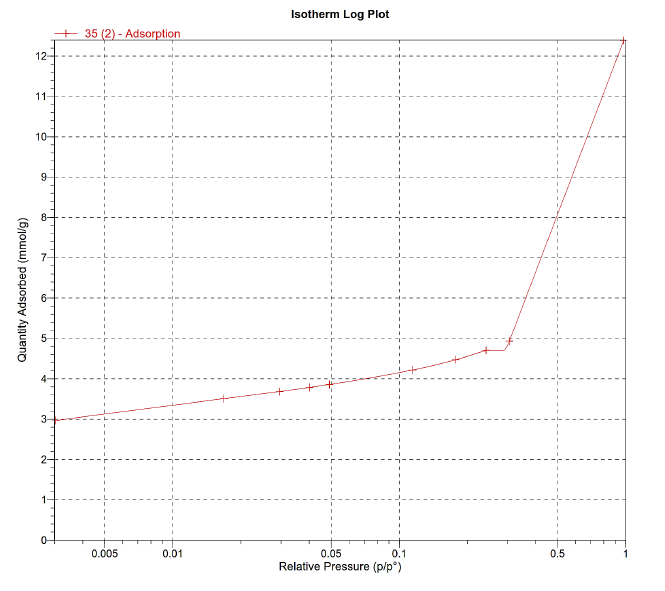 Isotherm Log Plot
35 (2) - Adsorption
Quantity Adsorbed (mmol/g)
12
11
10
9
8
7
6
5
4
3
2
1
0
0.005 0.01 0.05 0.1 0.5 1
Relative Pressure (p/p°)